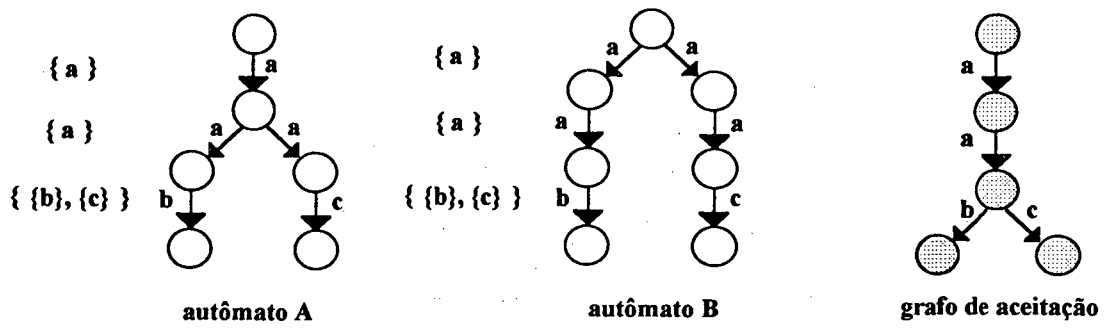 { a }
{ a }
{ {b}, {c} }
a
a a
b c
autômato A
{ a }
{ a }
{ {b}, {c} }
a a
a a
b c
autômato B
a
a
b c
grafo de aceitação